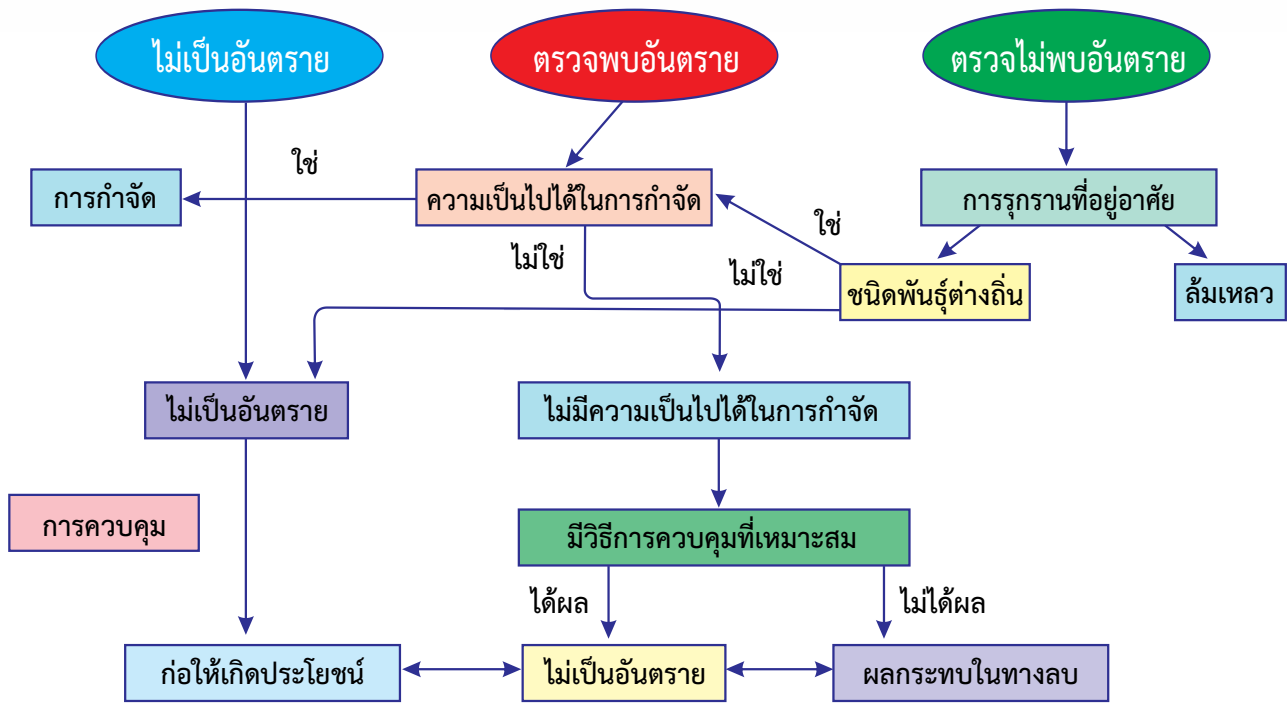 ไม่เป็นอันตราย
ตรวจพบอันตราย
ตรวจไม่พบอันตราย
ใช่
การกำจัด
ความเป็นไปได้ในการกำจัด
การรุกรานที่อยู่อาศัย
ใช่
ไม่ใช่
ไม่ใช่
ชนิดพันธุ์ต่างถิ่น
ล้มเหลว
ไม่เป็นอันตราย
ไม่มีความเป็นไปได้ในการกำจัด
การควบคุม
มีวิธีการควบคุมที่เหมาะสม
ได้ผล
ไม่ได้ผล
ก่อให้เกิดประโยชน์
ไม่เป็นอันตราย
ผลกระทบในทางลบ